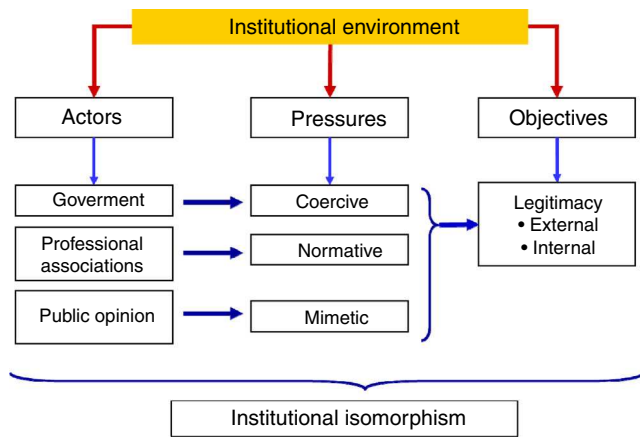 Institutional environment
Actors
Pressures
Objectives
Goverment
Coercive
Legitimacy
• External
• Internal
Professional
associations
Normative
Public opinion
Mimetic
Institutional isomorphism